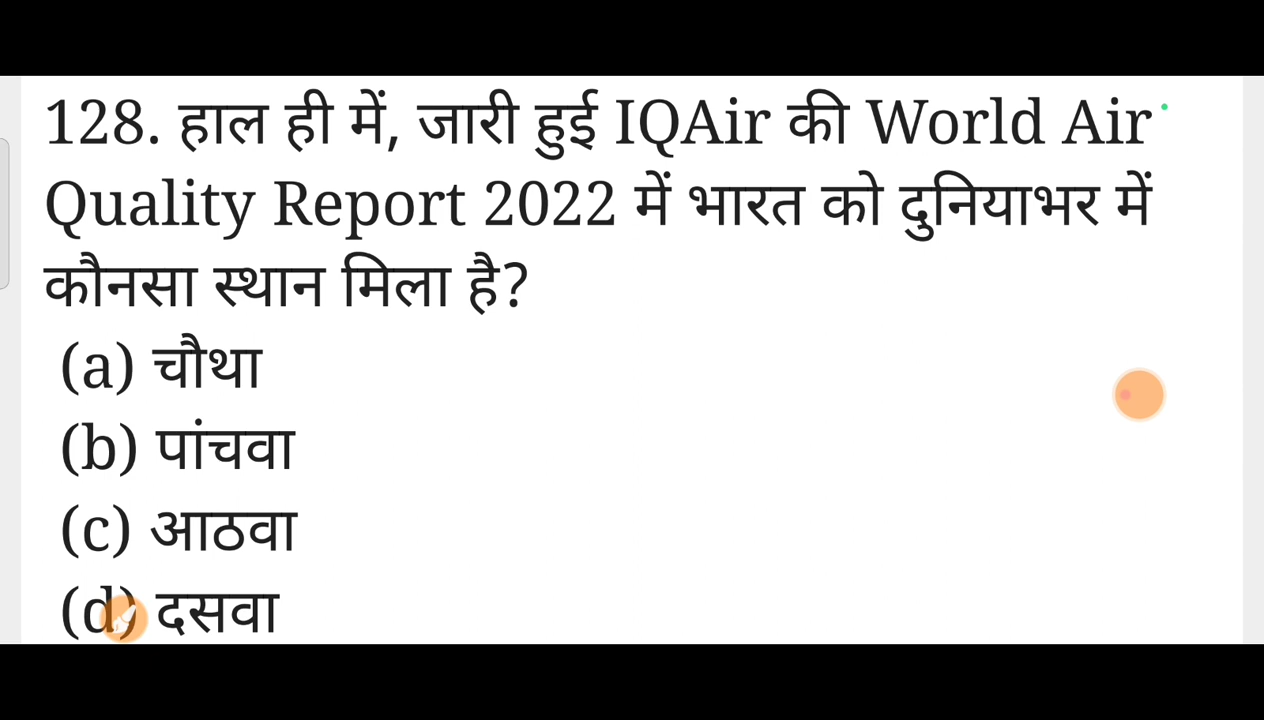 128. हाल ही में, जारी हुई IQAir की World Air
Quality Report 2022 में भारत को दुनियाभर में
कौनसा स्थान मिला है?
(a) चौथा
(b) पांचवा
(c) आठवा
(d) दसवा